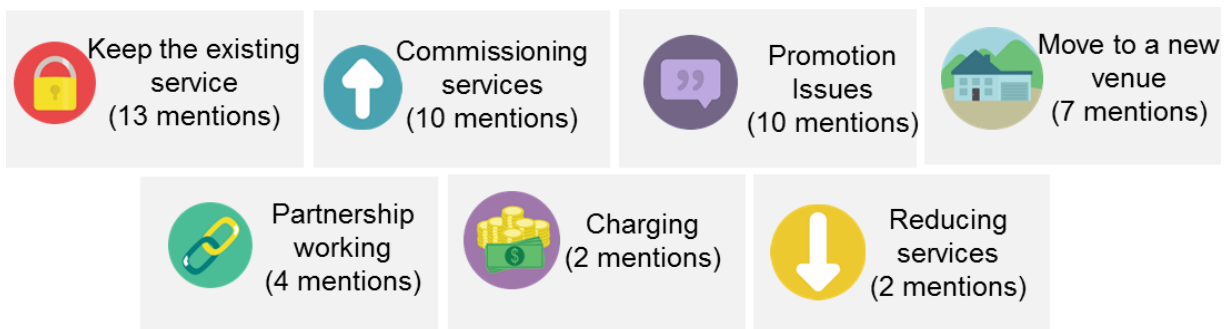 Keep the existing
service
(13 mentions)
Commissioning
services
(10 mentions)
Promotion
Issues
(10 mentions)
Move to a new
venue
(7 mentions)
Partnership
working
(4 mentions)
Charging
(2 mentions)
Reducing
services
(2 mentions)